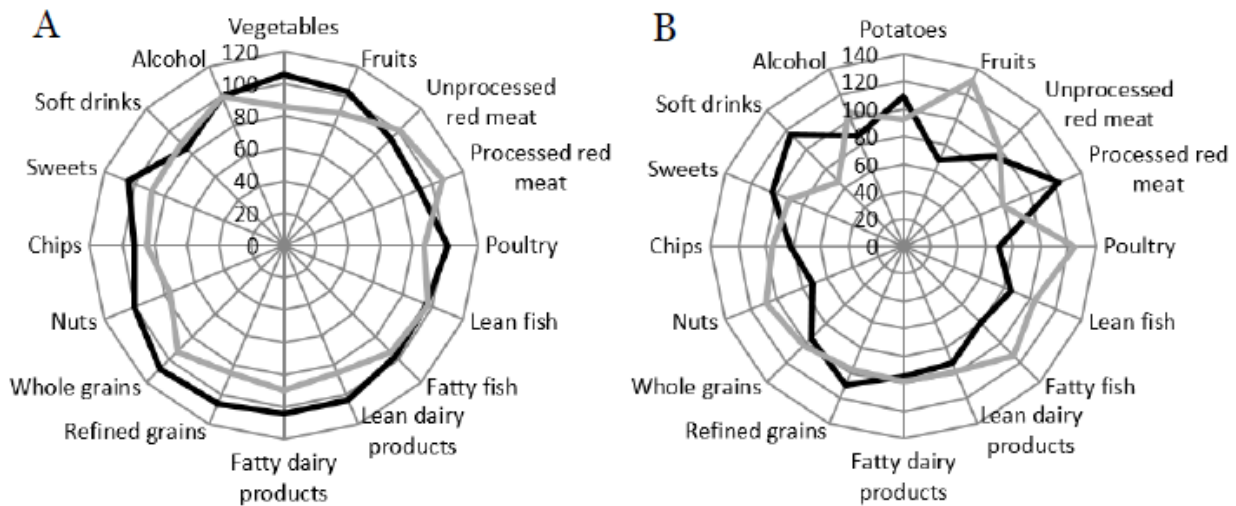 A
Vegetables
120
100
80
60
40
20
0
Fruits
Unprocessed
red meat
Processed red
meat
Poultry
Lean fish
Fatty fish
Lean dairy
products
Fatty dairy
products
Refined grains
Whole grains
Nuts
Chips
Sweets
Soft drinks
Alcohol
B
Potatoes
140
120
100
80
60
40
20
0
Fruits
Unprocessed
red meat
Processed red
meat
Poultry
Lean fish
Fatty fish
Lean dairy
products
Fatty dairy
products
Refined grains
Whole grains
Nuts
Chips
Sweets
Soft drinks
Alcohol